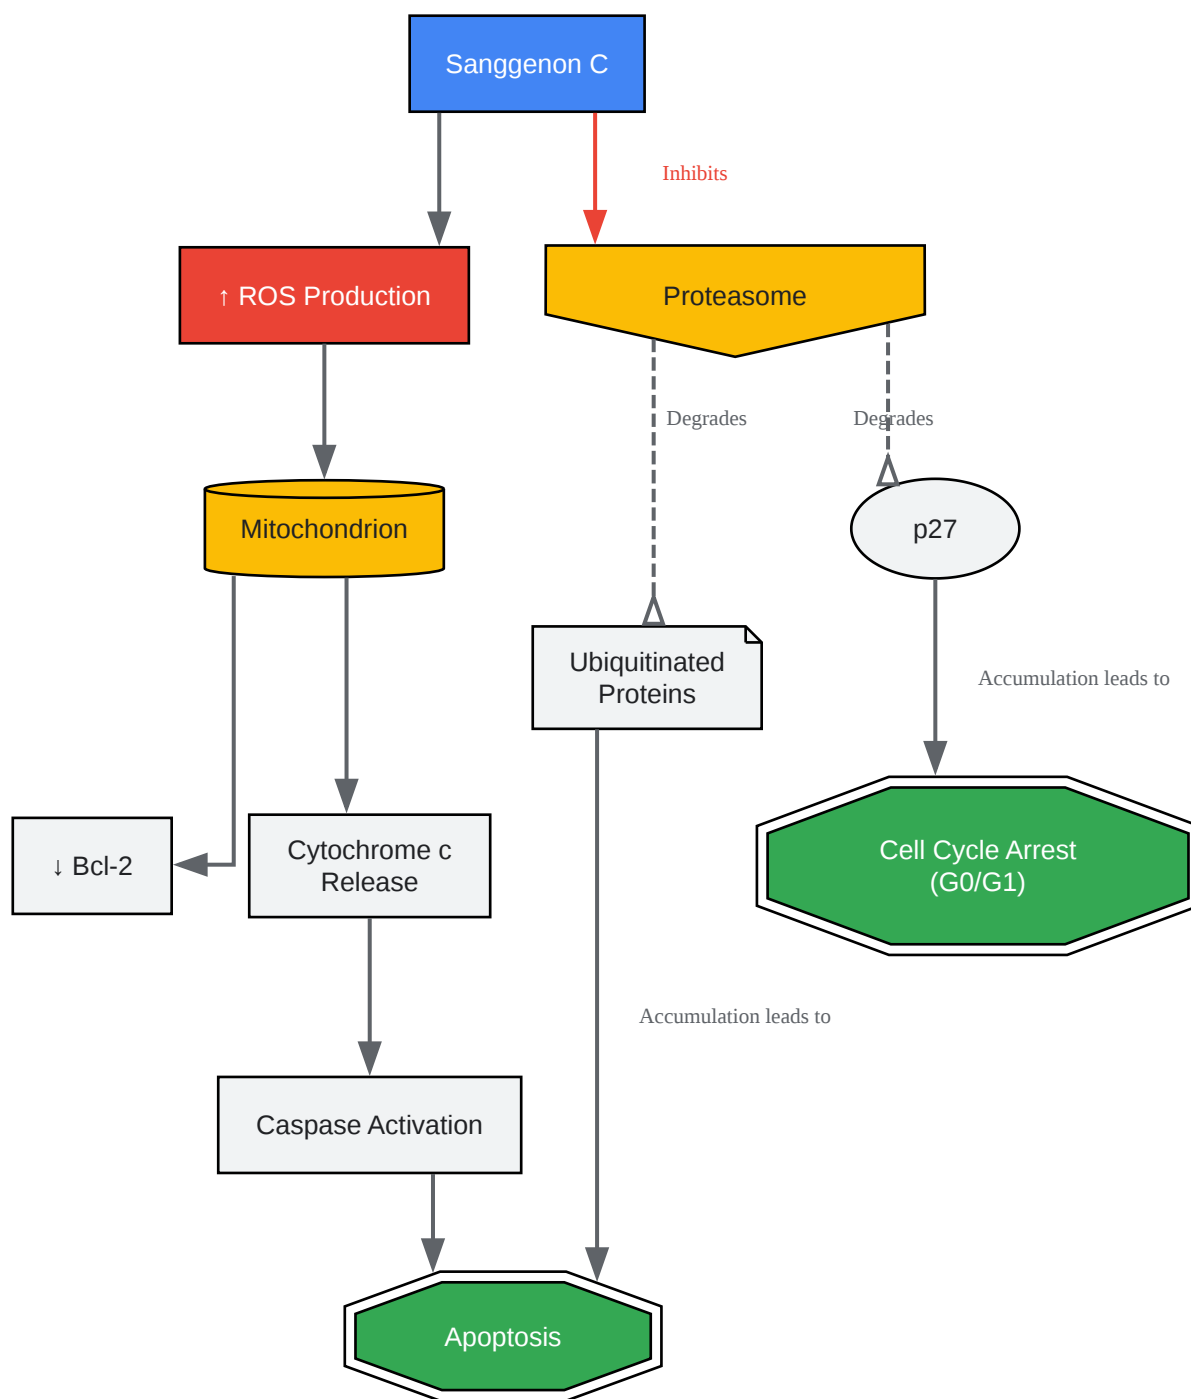 Sanggenon C
Inhibits
↑ ROS Production
Proteasome
Degrades
Degrades
Mitochondrion
p27
Ubiquitinated
Proteins
Accumulation leads to
↓ Bcl-2
Cytochrome c
Release
Cell Cycle Arrest
(G0/G1)
Accumulation leads to
Caspase Activation
Apoptosis